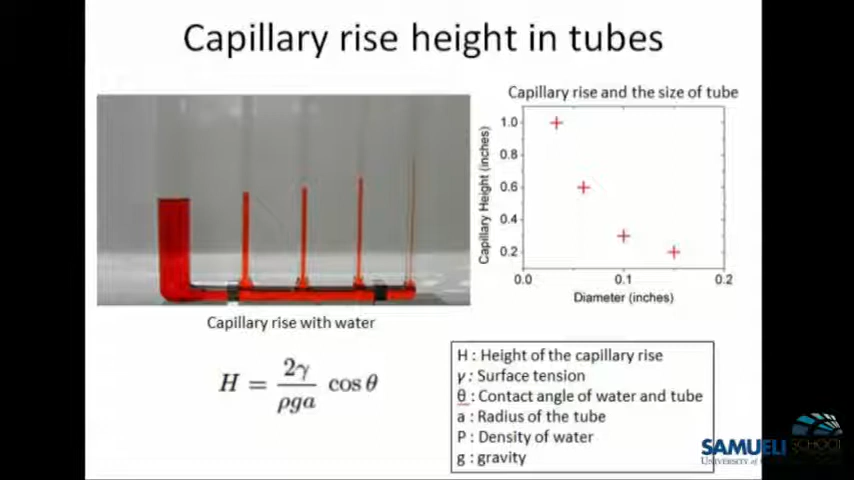 Capillary rise height in tubes
Capillary rise and the size of tube
Capillary Height (inches)
1.0
0.8
0.6
0.4
0.2
0.0 0.1 0.2
Diameter (inches)
Capillary rise with water
H = 2γ / ρga cos θ
H : Height of the capillary rise
γ : Surface tension
θ : Contact angle of water and tube
a : Radius of the tube
P : Density of water
g : gravity
SAMUELI SCHOOL
UNIVERSITY of